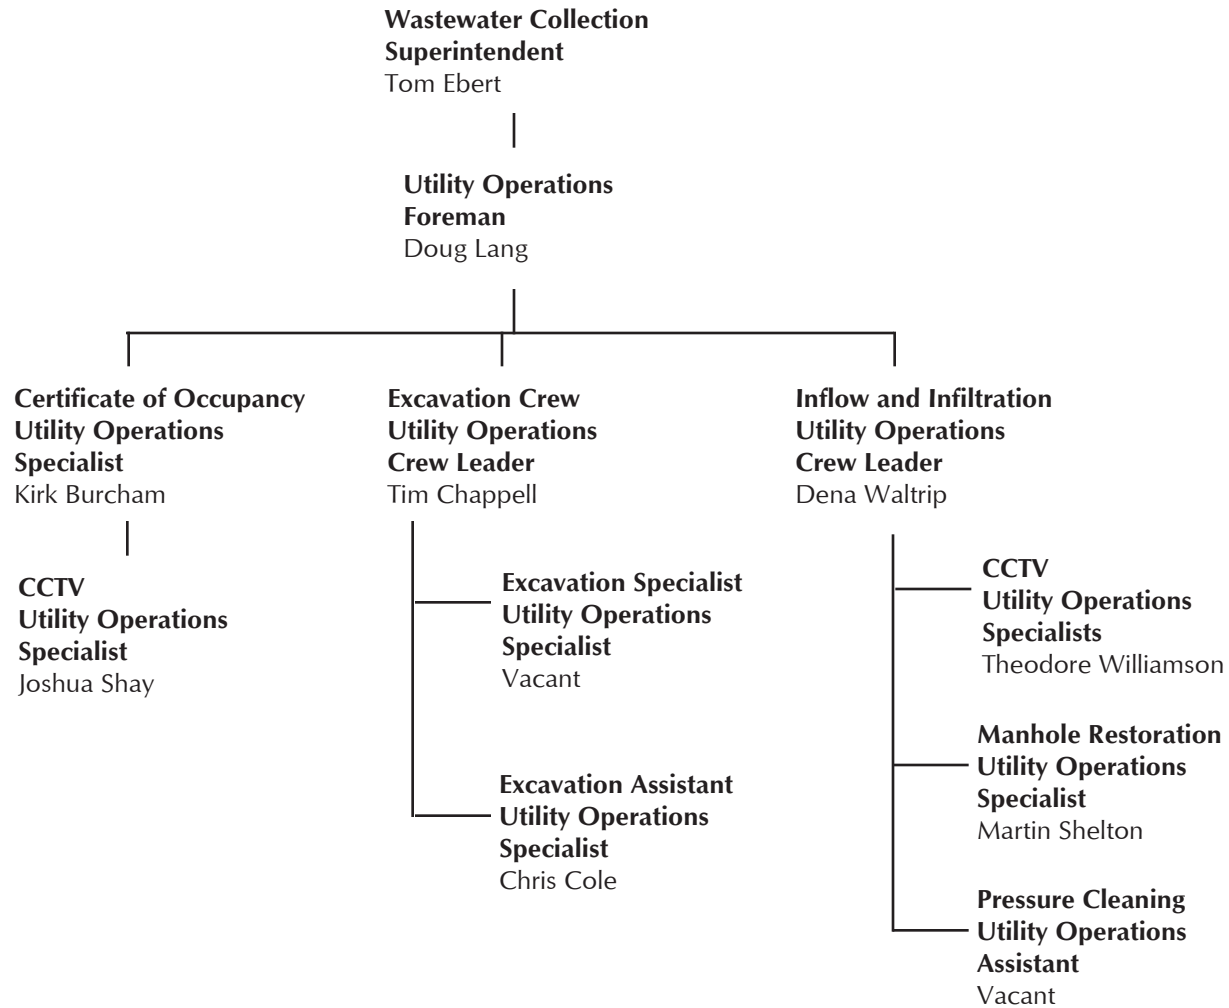 Wastewater Collection
Superintendent
Tom Ebert
Utility Operations
Foreman
Doug Lang
Certificate of Occupancy
Utility Operations
Specialist
Kirk Burcham
CCTV
Utility Operations
Specialist
Joshua Shay
Excavation Crew
Utility Operations
Crew Leader
Tim Chappell
Excavation Specialist
Utility Operations
Specialist
Vacant
Excavation Assistant
Utility Operations
Specialist
Chris Cole
Inflow and Infiltration
Utility Operations
Crew Leader
Dena Waltrip
CCTV
Utility Operations
Specialists
Theodore Williamson
Manhole Restoration
Utility Operations
Specialist
Martin Shelton
Pressure Cleaning
Utility Operations
Assistant
Vacant